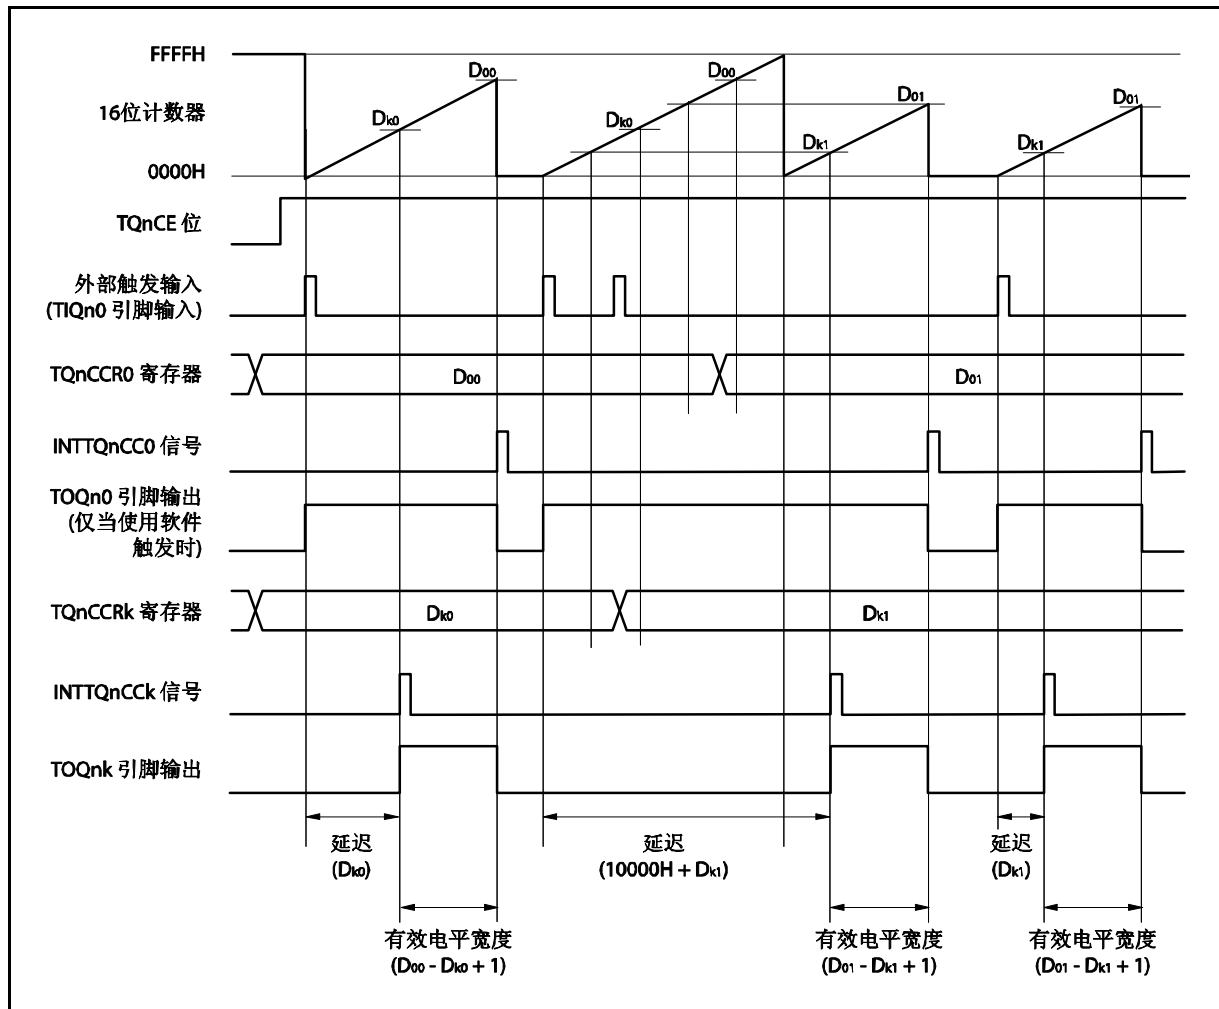 FFFFH
D00
D00
16位计数器
Dk0
Dk0
D01
D01
Dk1
Dk1
0000H
TQnCE 位
外部触发输入
(TIQn0 引脚输入)
TQnCCR0 寄存器
D00
D01
INTTQnCC0 信号
TOQn0 引脚输出
(仅当使用软件
触发时)
TQnCCRk 寄存器
Dk0
Dk1
INTTQnCCk 信号
TOQnk 引脚输出
延迟
(Dk0)
延迟
(10000H + Dk1)
延迟
(Dk1)
有效电平宽度
(D00 - Dk0 + 1)
有效电平宽度
(D01 - Dk1 + 1)
有效电平宽度
(D01 - Dk1 + 1)